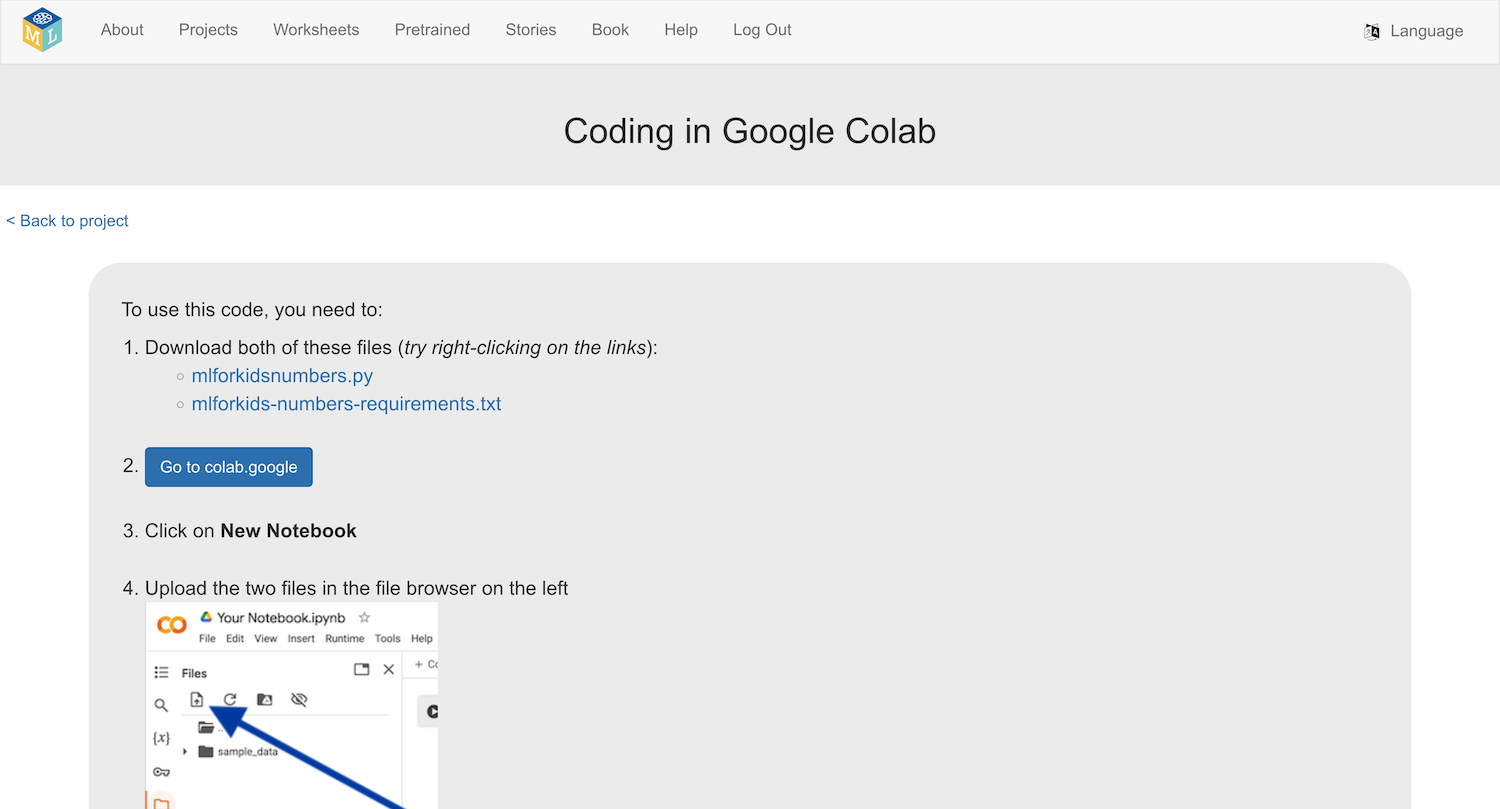 ML
About Projects Worksheets Pretrained Stories Book Help Log Out Language
Coding in Google Colab
< Back to project
To use this code, you need to:
1. Download both of these files (try right-clicking on the links):
mlforkidsnumbers.py
mlforkids-numbers-requirements.txt
2. Go to colab.google
3. Click on New Notebook
4. Upload the two files in the file browser on the left
CO Your Notebook.ipynb
File Edit View Insert Runtime Tools Help
Files
+ Co
{x}
..
sample_data